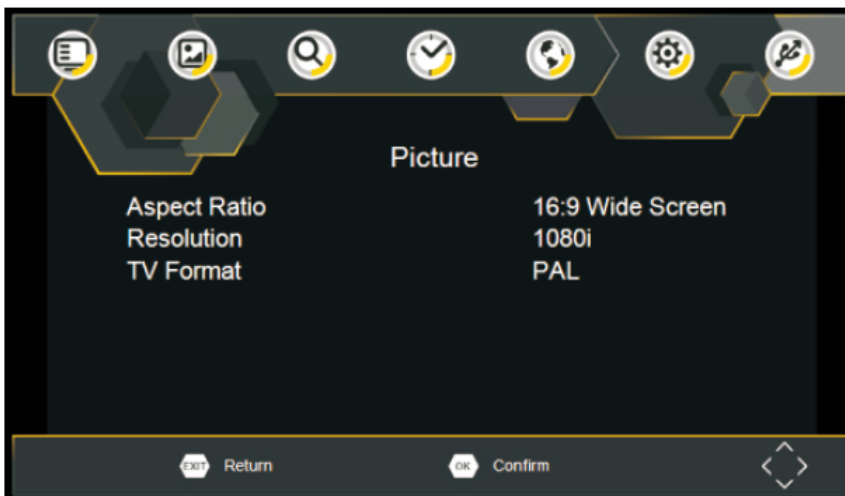 Picture
Aspect Ratio 16:9 Wide Screen
Resolution 1080i
TV Format PAL
EXIT Return OK Confirm